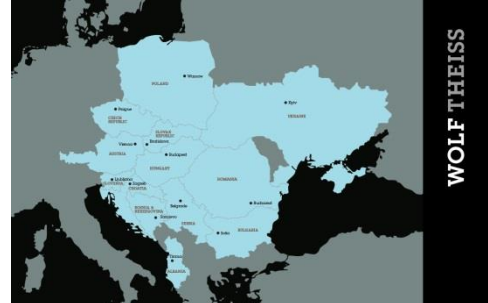 WOLF THEISS
POLAND
Warsaw
Prague
CZECH
REPUBLIC
Kyiv
UKRAINE
SLOVAK
REPUBLIC
Vienna
Bratislava
AUSTRIA
Budapest
HUNGARY
Ljubljana
SLOVENIA
Zagreb
CROATIA
ROMANIA
BOSNIA &
HERZEGOVINA
Belgrade
Bucharest
Sarajevo
SERBIA
Sofia
BULGARIA
Tirana
ALBANIA